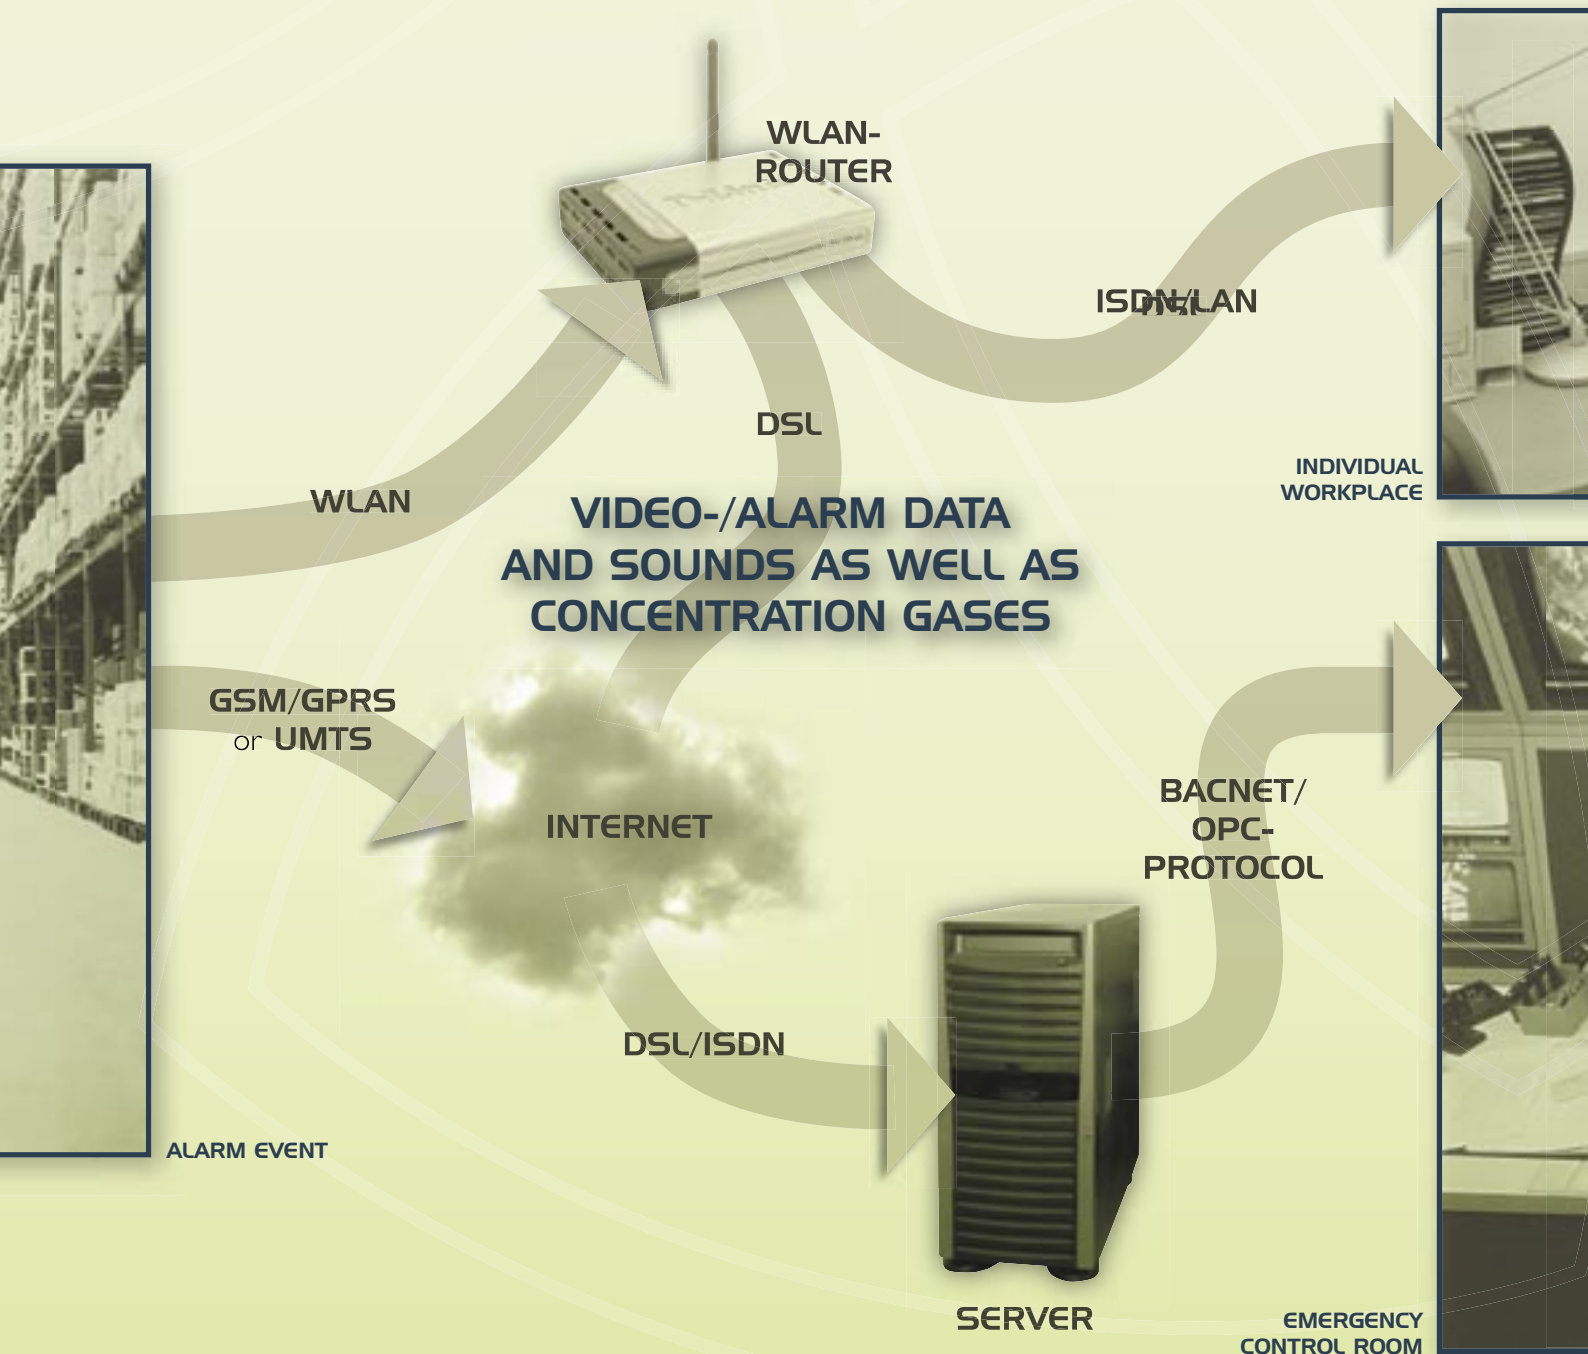 WLAN-
ROUTER
ISDN/LAN
DSL
WLAN
INDIVIDUAL
WORKPLACE
VIDEO-/ALARM DATA
AND SOUNDS AS WELL AS
CONCENTRATION GASES
GSM/GPRS
or UMTS
INTERNET
BACNET/
OPC-
PROTOCOL
DSL/ISDN
ALARM EVENT
SERVER
EMERGENCY
CONTROL ROOM